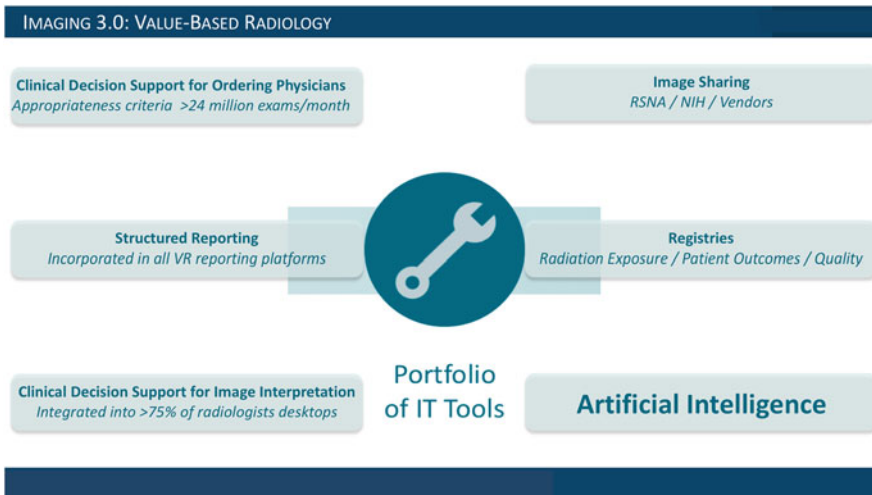 IMAGING 3.0: VALUE-BASED RADIOLOGY
Clinical Decision Support for Ordering Physicians
Appropriateness criteria >24 million exams/month
Image Sharing
RSNA / NIH / Vendors
Structured Reporting
Incorporated in all VR reporting platforms
Registries
Radiation Exposure / Patient Outcomes / Quality
Clinical Decision Support for Image Interpretation
Integrated into >75% of radiologists desktops
Portfolio
of IT Tools
Artificial Intelligence